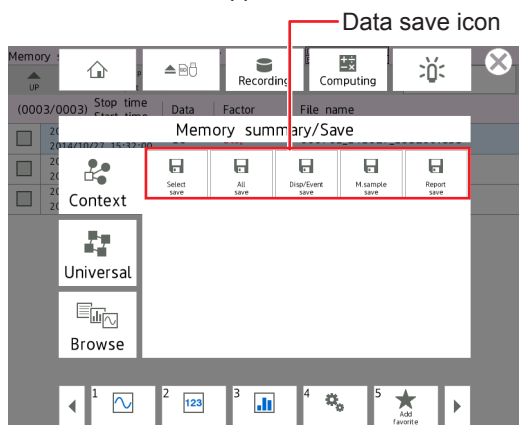 Data save icon
Memory
UP
Recording
Computing
(0003/0003)
Stop time
Data
Factor
File name
Memory summary/Save
2014/10/27 15:32:00
Context
Select save
All save
Disp/Event save
M.sample save
Report save
Universal
Browse
1
2
123
3
4
5
Add favorite